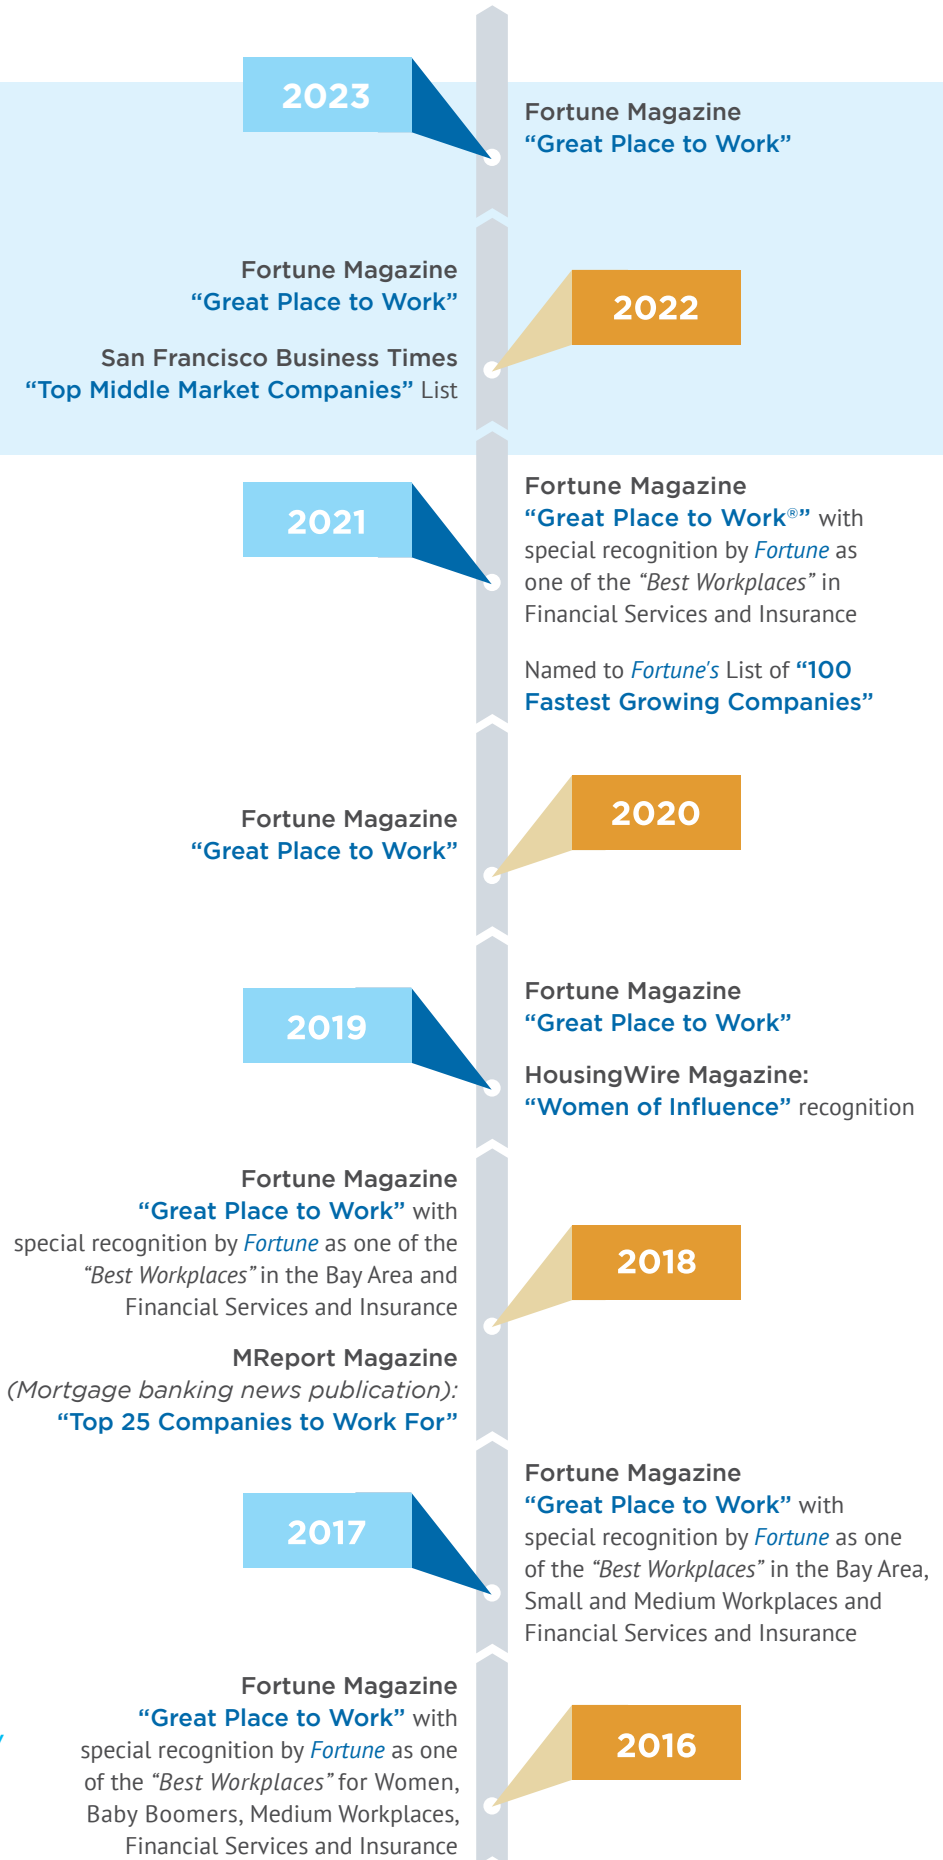 2023
Fortune Magazine
“Great Place to Work”
2022
Fortune Magazine
“Great Place to Work”
San Francisco Business Times
“Top Middle Market Companies” List
2021
Fortune Magazine
“Great Place to Work®” with
special recognition by Fortune as
one of the “Best Workplaces” in
Financial Services and Insurance
Named to Fortune's List of “100
Fastest Growing Companies”
2020
Fortune Magazine
“Great Place to Work”
2019
Fortune Magazine
“Great Place to Work”
HousingWire Magazine:
“Women of Influence” recognition
2018
Fortune Magazine
“Great Place to Work” with
special recognition by Fortune as one of the
“Best Workplaces” in the Bay Area and
Financial Services and Insurance
MReport Magazine
(Mortgage banking news publication):
“Top 25 Companies to Work For”
2017
Fortune Magazine
“Great Place to Work” with
special recognition by Fortune as one
of the “Best Workplaces” in the Bay Area,
Small and Medium Workplaces and
Financial Services and Insurance
2016
Fortune Magazine
“Great Place to Work” with
special recognition by Fortune as one
of the “Best Workplaces” for Women,
Baby Boomers, Medium Workplaces,
Financial Services and Insurance